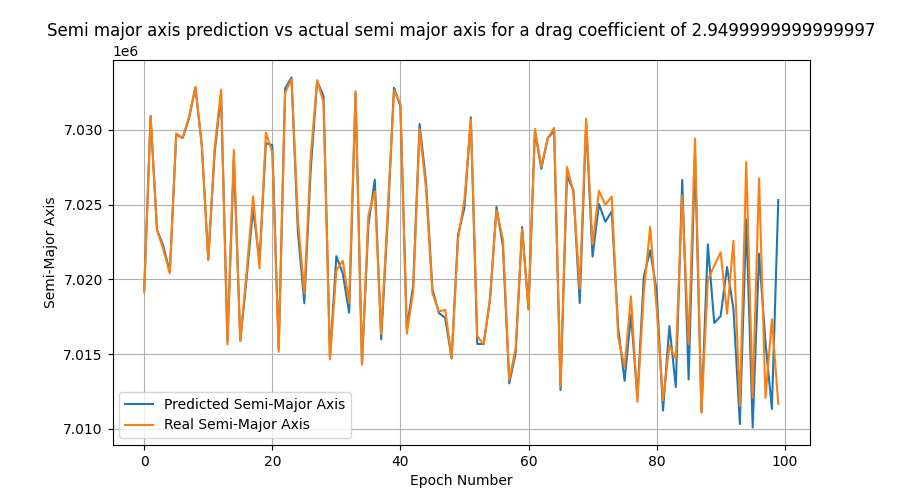 Semi major axis prediction vs actual semi major axis for a drag coefficient of 2.9499999999999997
1e6
7.030
7.025
7.020
7.015
7.010
Semi-Major Axis
Predicted Semi-Major Axis
Real Semi-Major Axis
0 20 40 60 80 100
Epoch Number